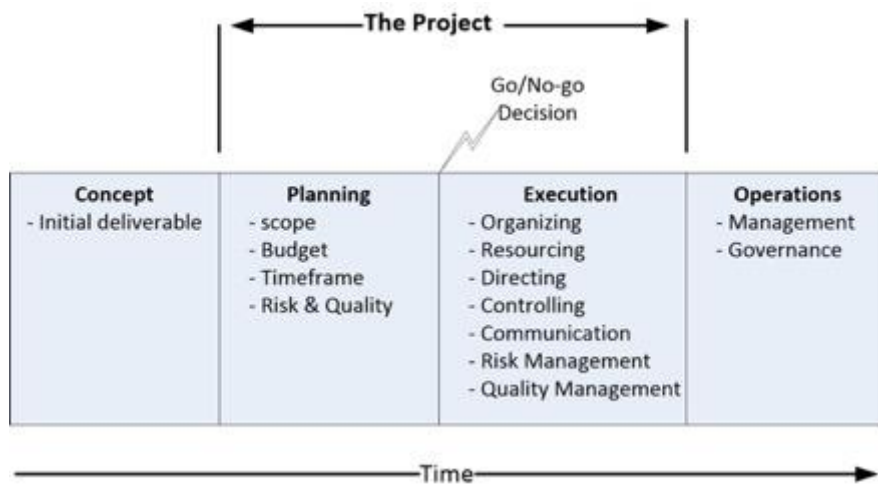 The Project
Go/No-go
Decision
Concept
- Initial deliverable
Planning
- scope
- Budget
- Timeframe
- Risk & Quality
Execution
- Organizing
- Resourcing
- Directing
- Controlling
- Communication
- Risk Management
- Quality Management
Operations
- Management
- Governance
Time